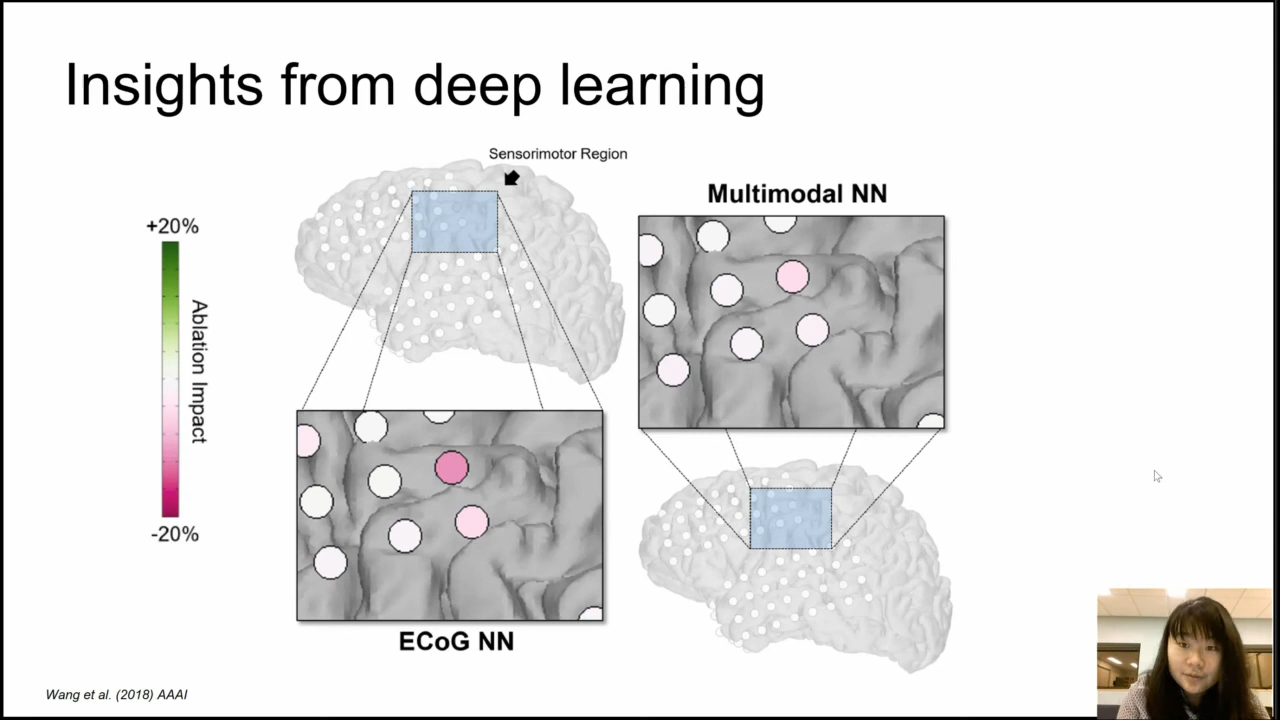 Insights from deep learning
Sensorimotor Region
Multimodal NN
+20%
Ablation Impact
-20%
ECoG NN
Wang et al. (2018) AAAI